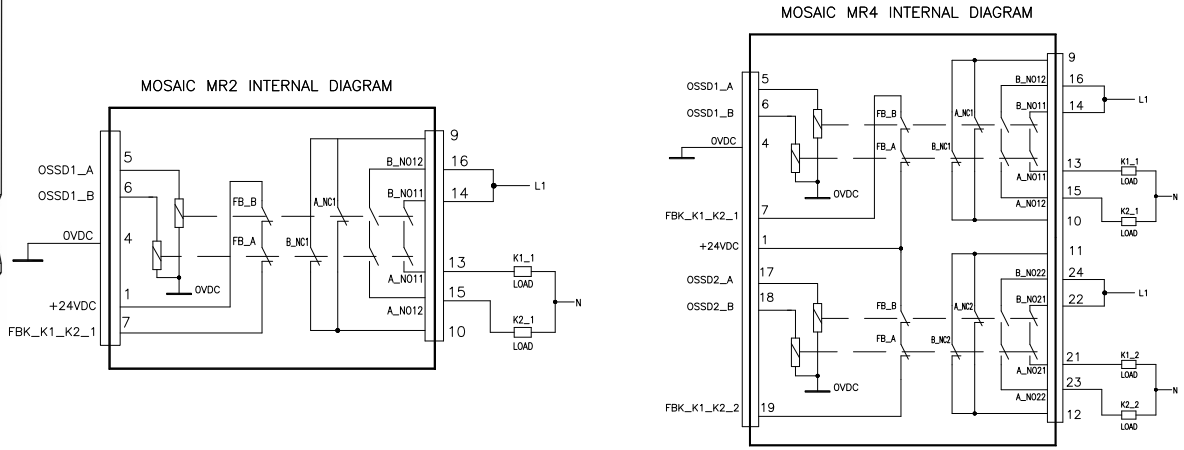 MOSAIC MR2 INTERNAL DIAGRAM
OSSD1_A
5
OSSD1_B
6
0VDC
4
+24VDC
1
FBK_K1_K2_1
7
0VDC
FB_B
FB_A
A_NC1
B_NC1
B_NO12
B_NO11
A_NO11
A_NO12
9
16
14
L1
13
15
10
K1_1
LOAD
K2_1
LOAD
N
MOSAIC MR4 INTERNAL DIAGRAM
OSSD1_A
5
OSSD1_B
6
0VDC
4
0VDC
FBK_K1_K2_1
7
+24VDC
1
OSSD2_A
17
OSSD2_B
18
0VDC
FBK_K1_K2_2
19
FB_B
FB_A
A_NC1
B_NC1
B_NO12
B_NO11
A_NO11
A_NO12
9
16
14
L1
13
15
10
K1_1
LOAD
K2_1
LOAD
N
FB_B
FB_A
A_NC2
B_NC2
B_NO22
B_NO21
A_NO21
A_NO22
11
24
22
L1
21
23
12
K1_2
LOAD
K2_2
LOAD
N